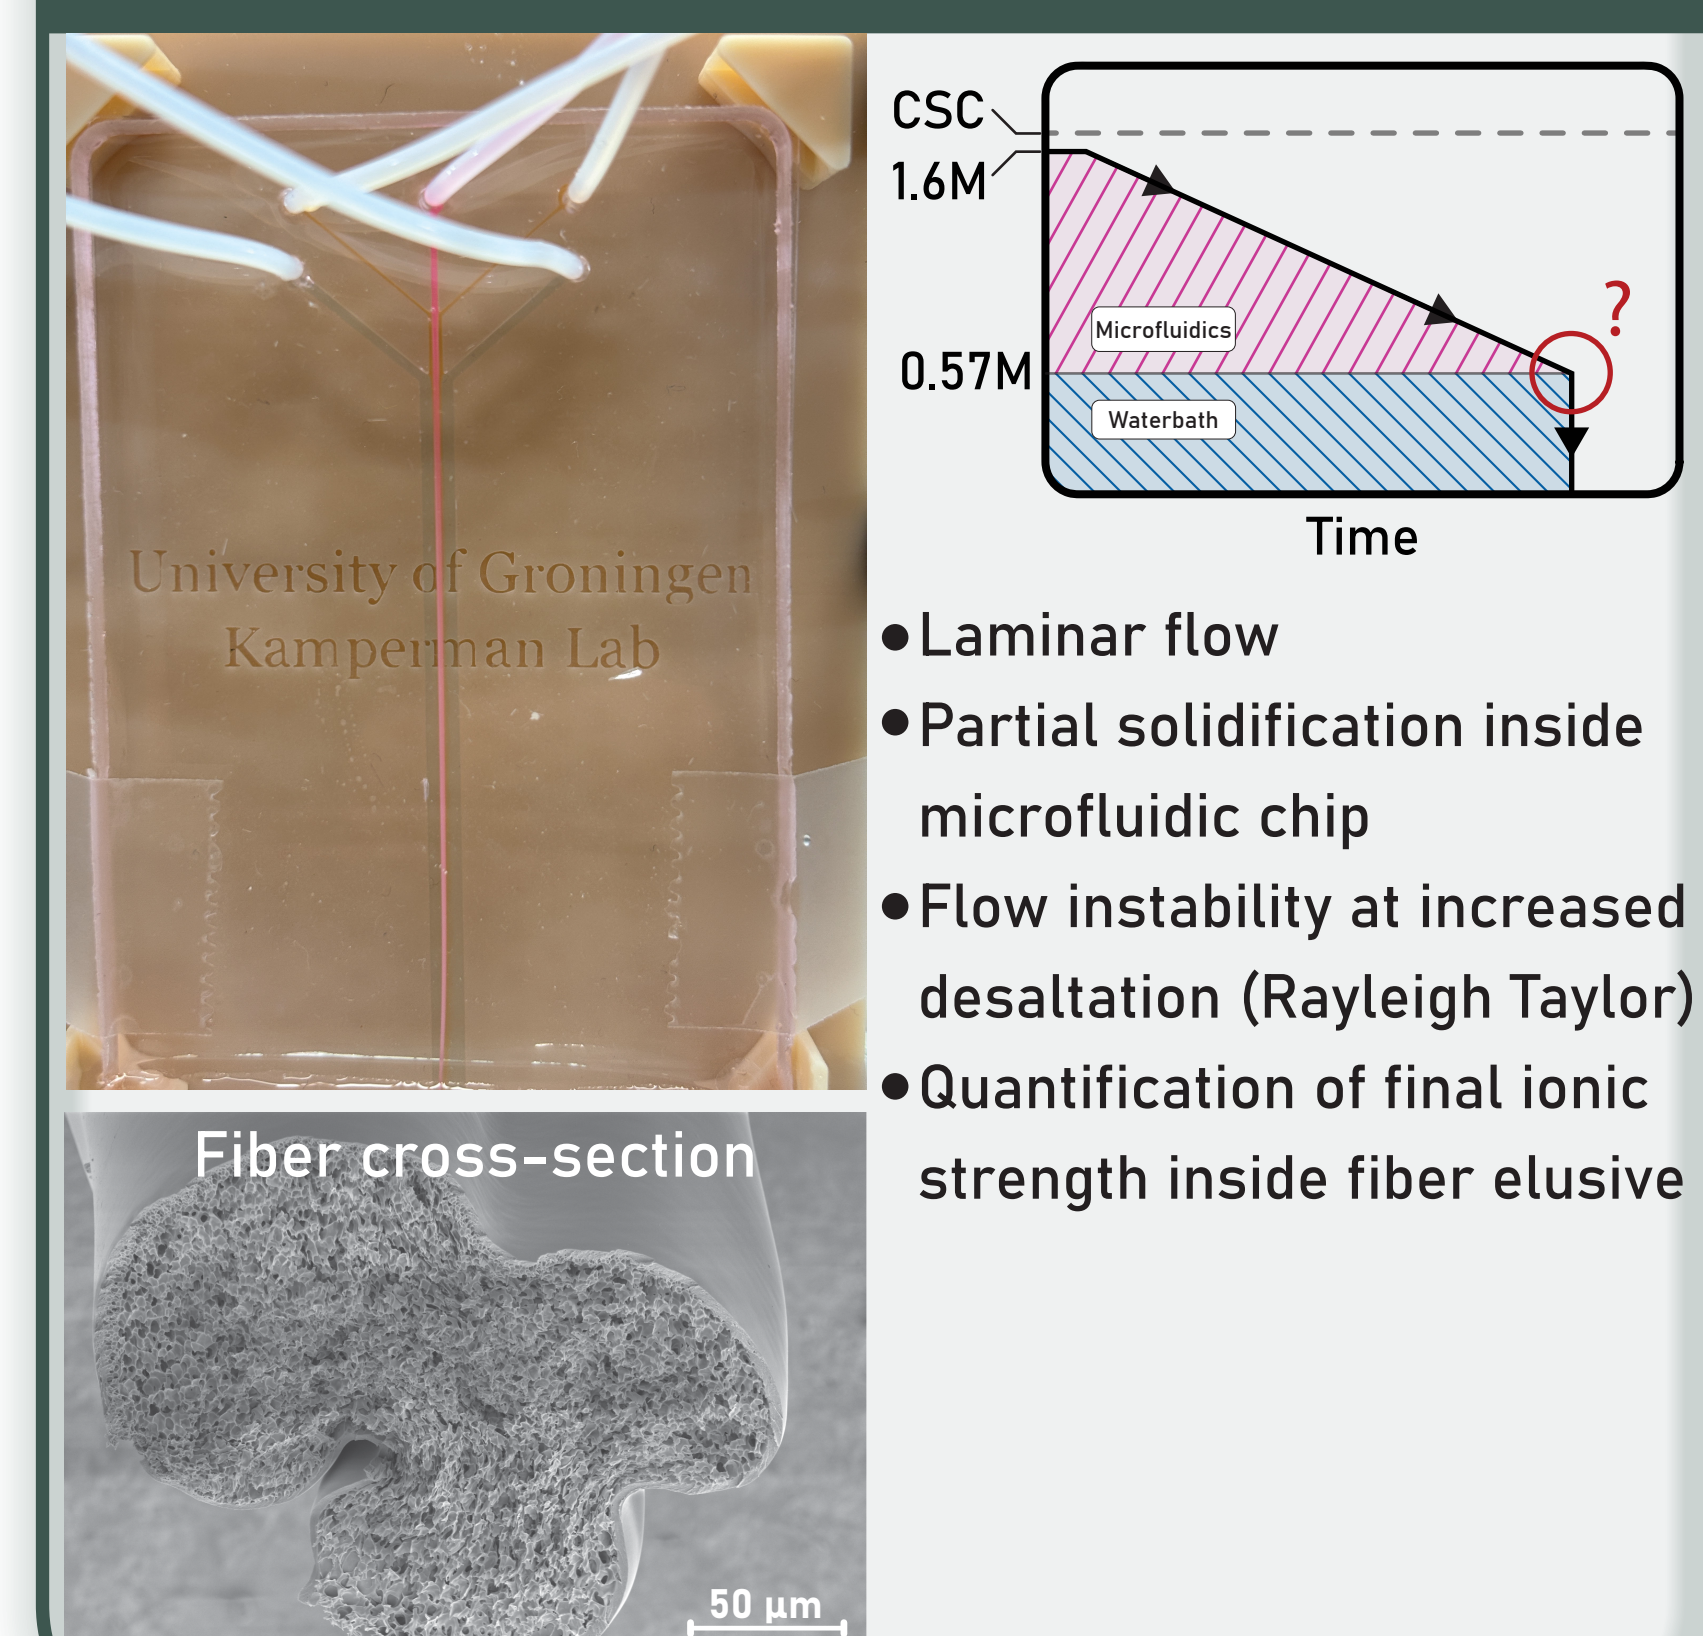 University of Groningen
Kamperman Lab
Fiber cross-section
50 µm
CSC
1.6M
0.57M
Microfluidics
Waterbath
?
Time
● Laminar flow
● Partial solidification inside
microfluidic chip
● Flow instability at increased
desaltation (Rayleigh Taylor)
● Quantification of final ionic
strength inside fiber elusive